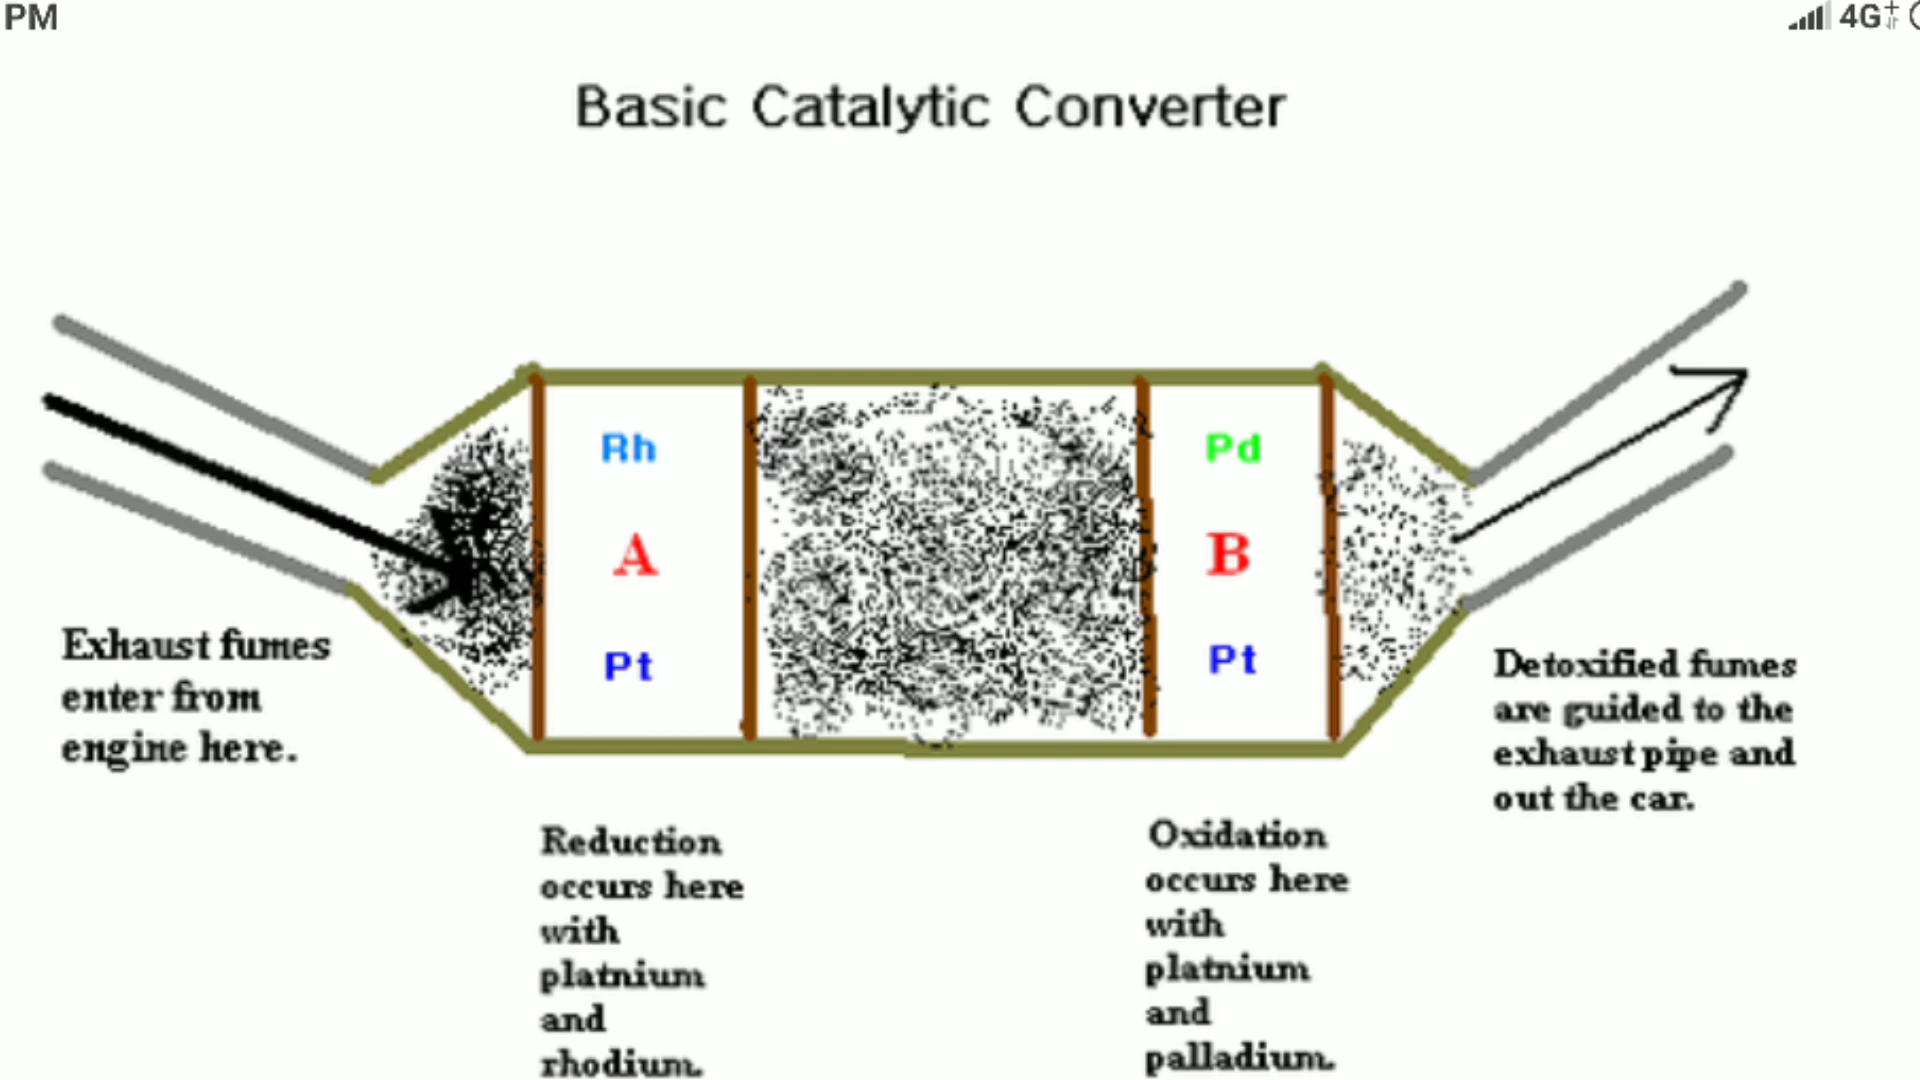 PM
4G+
Basic Catalytic Converter
Rh
A
Pt
Pd
B
Pt
Exhaust fumes
enter from
engine here.
Detoxified fumes
are guided to the
exhaust pipe and
out the car.
Reduction
occurs here
with
platnium
and
rhodium.
Oxidation
occurs here
with
platnium
and
palladium.